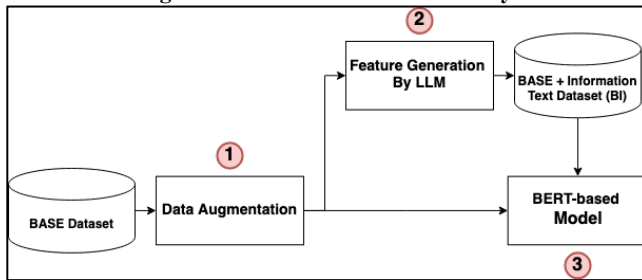 2
Feature Generation
By LLM
BASE + Information
Text Dataset (BI)
1
BASE Dataset
Data Augmentation
BERT-based
Model
3